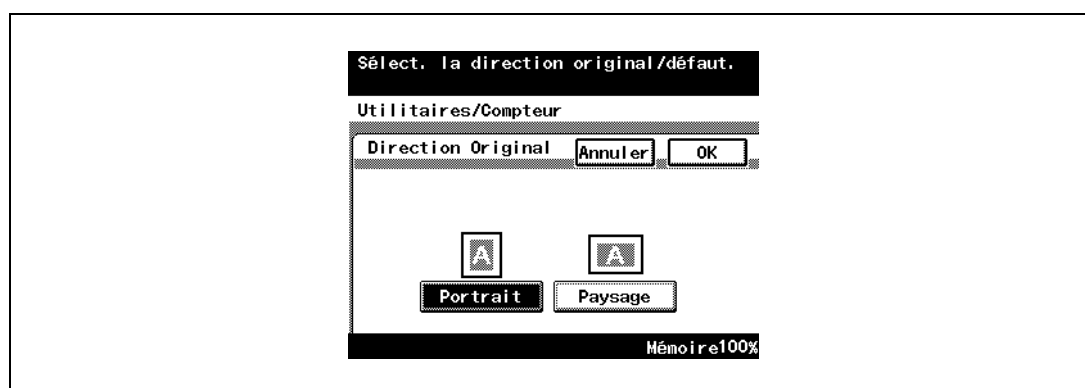 Sélect. la direction original/défaut.
Utilitaires/Compteur
Direction Original Annuler OK
A A
Portrait Paysage
Mémoire100%